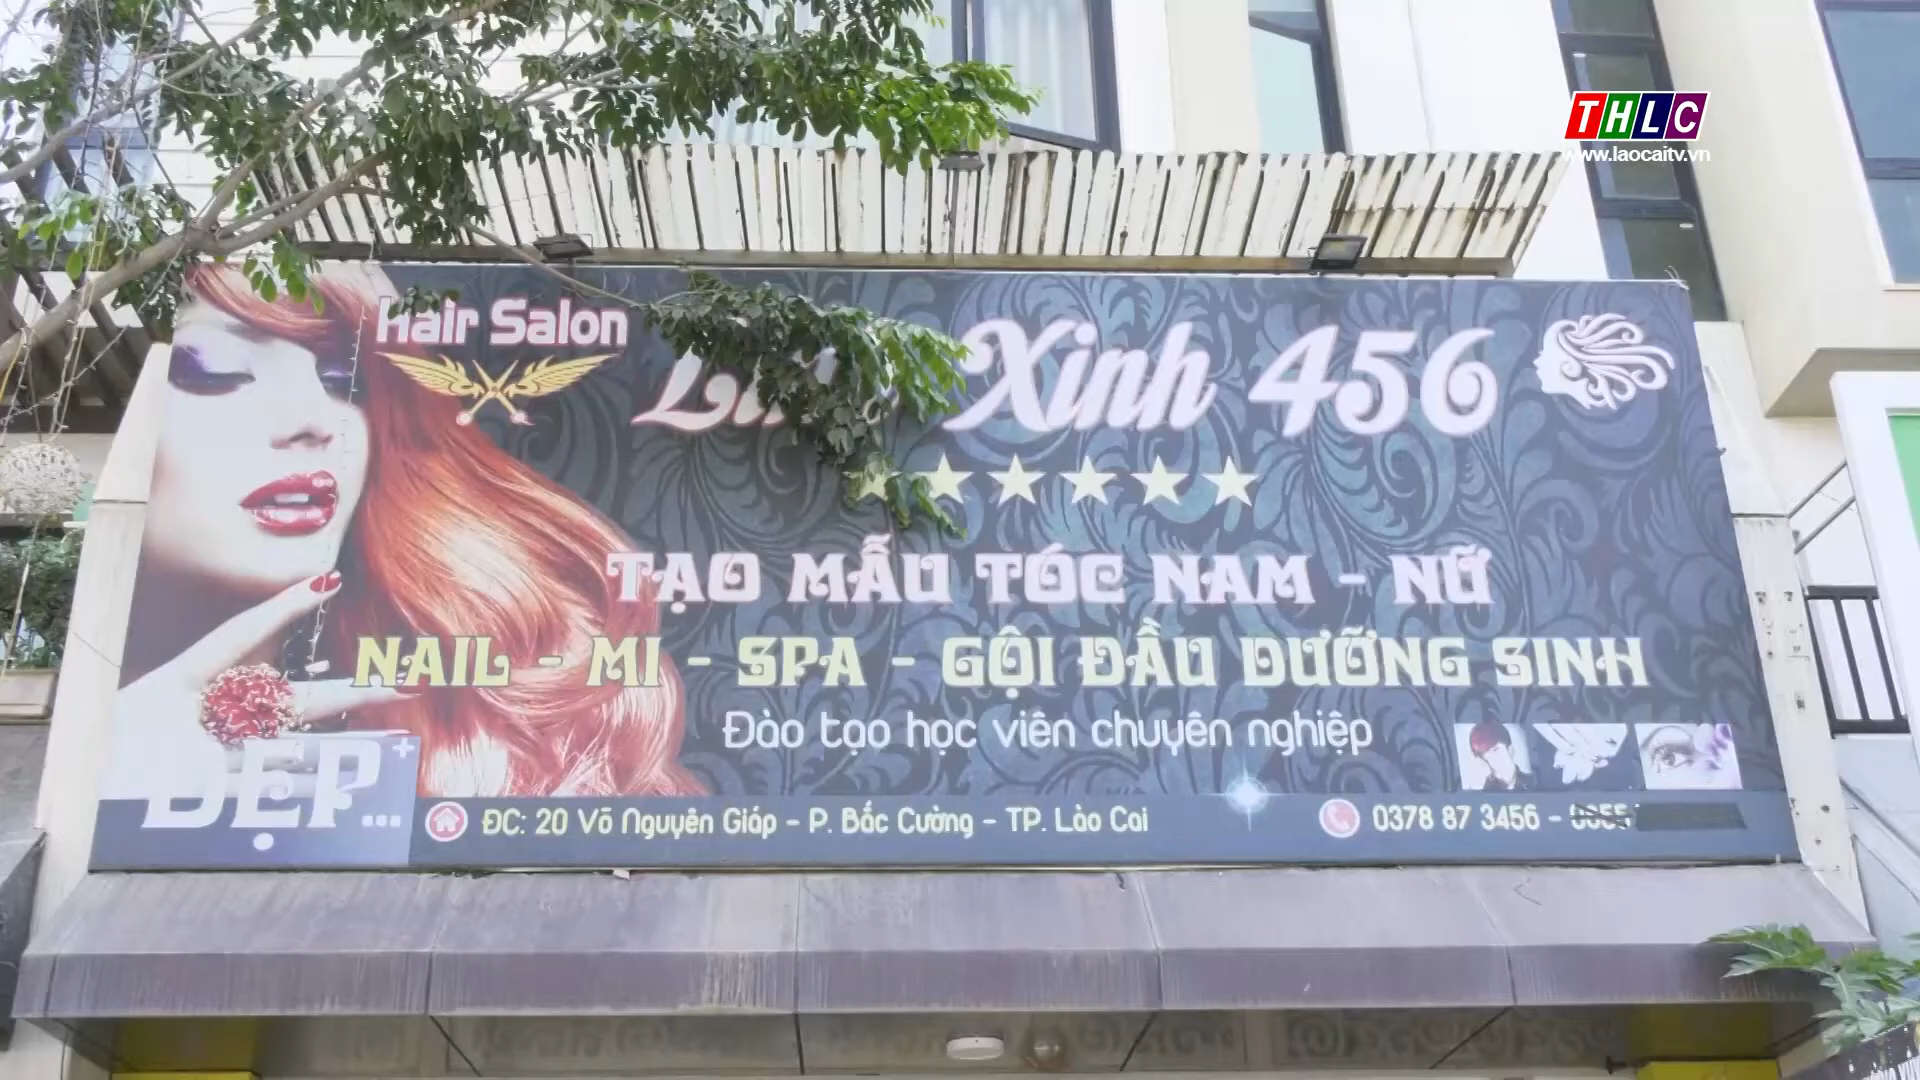 THLC
www.laocaitv.vn
Hair Salon
Xinh 456
TẠO MẪU TÓC NAM - NỮ
NAIL - MI - SPA - GỘI ĐẦU DƯỠNG SINH
Đào tạo học viên chuyên nghiệp
ĐẸP+...
ĐC: 20 Võ Nguyên Giáp - P. Bắc Cường - TP. Lào Cai
0378 87 3456 -